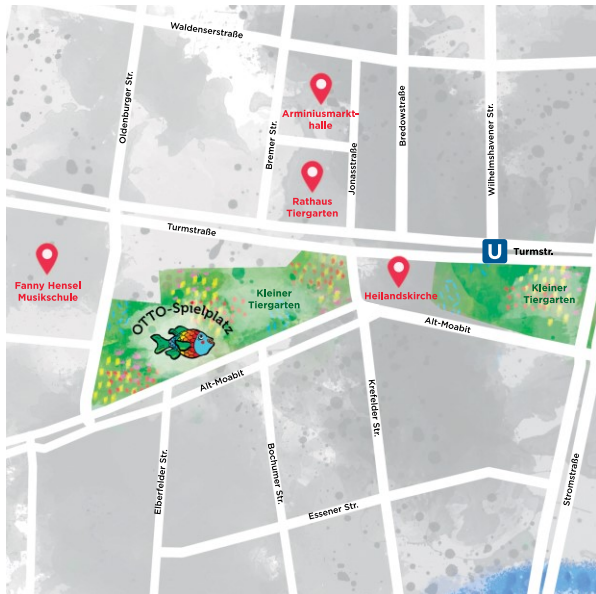 Waldenserstraße
Oldenburger Str.
Bremer Str.
Arminiusmarkt-
halle
Jonasstraße
Bredowstraße
Wilhelmshavener Str.
Rathaus
Tiergarten
Turmstraße
U Turmstr.
Fanny Hensel
Musikschule
Kleiner
Tiergarten
Heilandskirche
Kleiner
Tiergarten
OTTO-Spielplatz
Alt-Moabit
Alt-Moabit
Krefelder Str.
Elberfelder Str.
Bochumer Str.
Essener Str.
Stromstraße